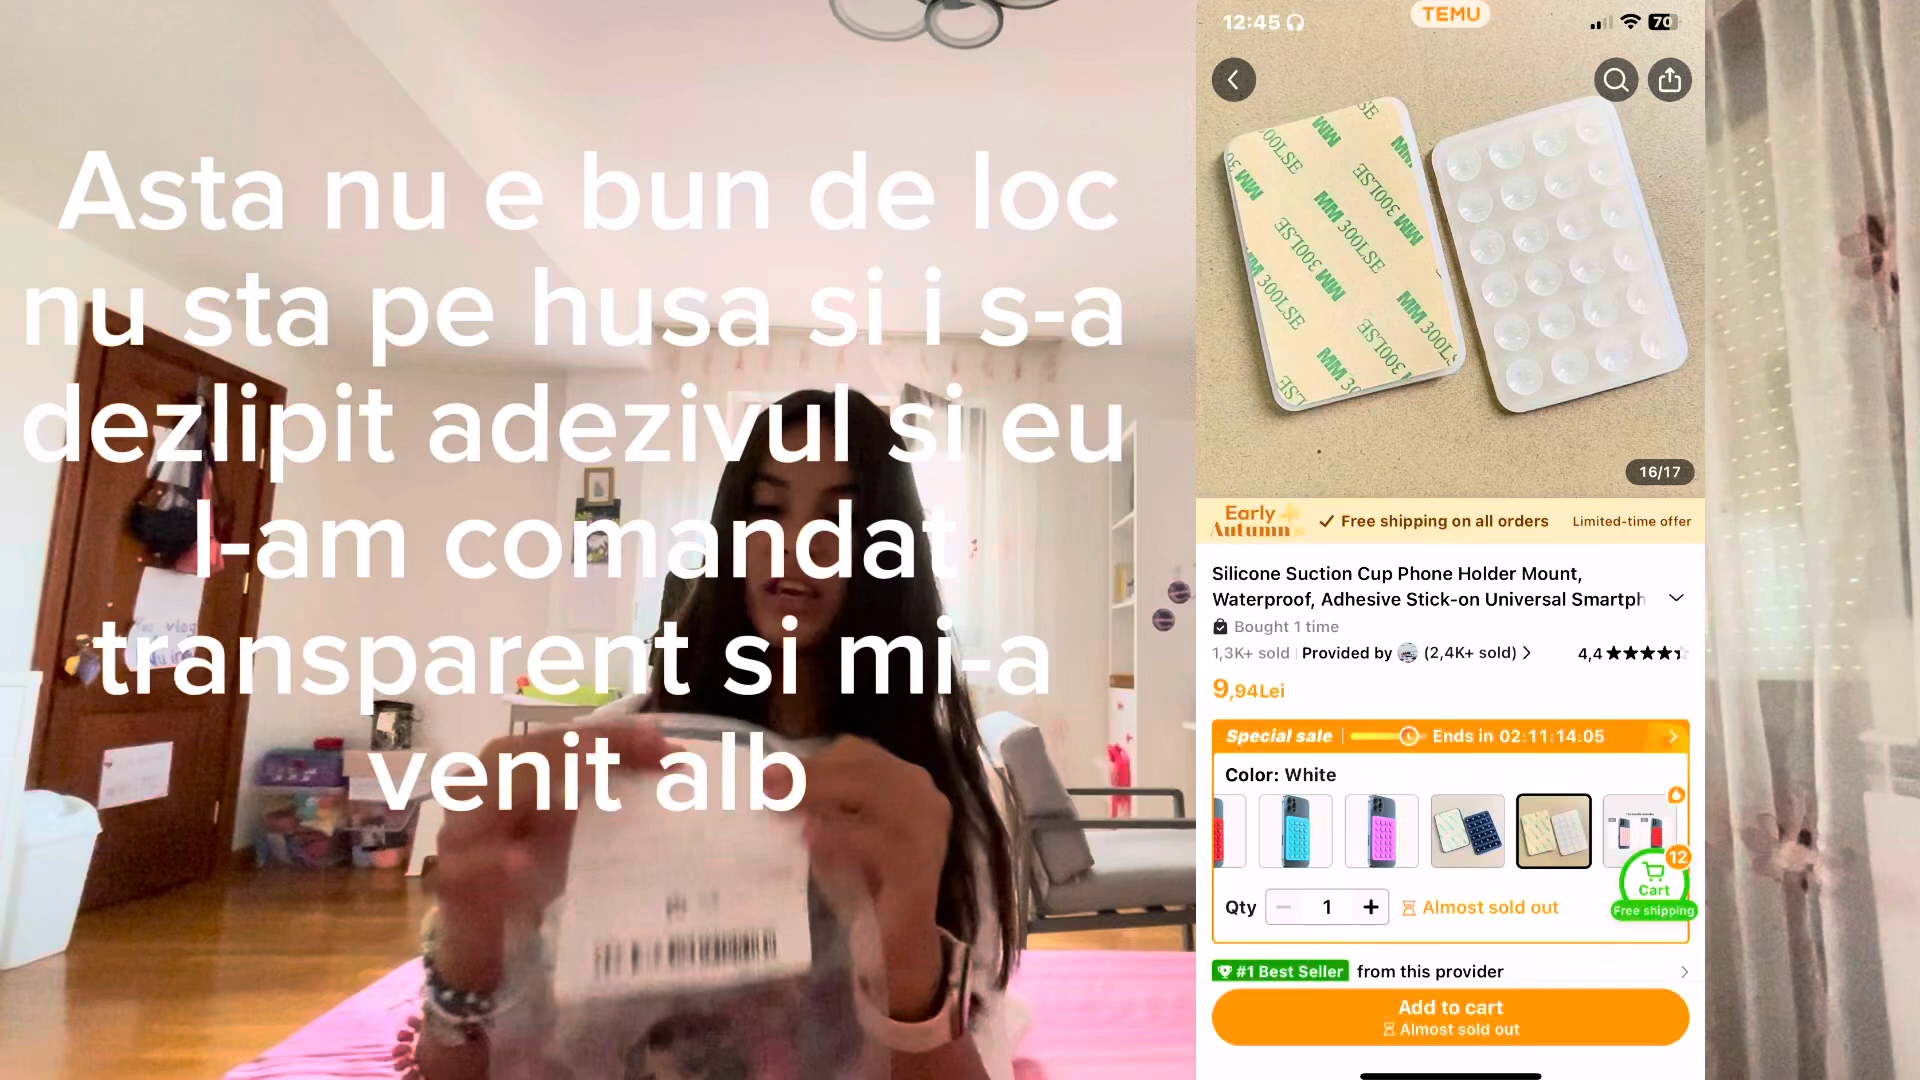 Asta nu e bun de loc
nu sta pe husa si i s-a
dezlipit adezivul si eu
l-am comandat
transparent si mi-a
venit alb
12:45
TEMU
70
300LSE
MM 300LSE
16/17
Early
Autumn
Free shipping on all orders
Limited-time offer
Silicone Suction Cup Phone Holder Mount,
Waterproof, Adhesive Stick-on Universal Smartph
Bought 1 time
1,3K+ sold | Provided by (2,4K+ sold)
4,4
9,94Lei
Special sale | Ends in 02:11:14:05
Color: White
12
Cart
Free shipping
Qty
1
Almost sold out
#1 Best Seller from this provider
Add to cart
Almost sold out